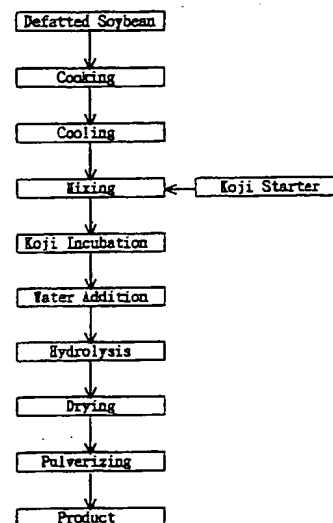 Defatted Soybean
Cooking
Cooling
Mixing
Koji Starter
Koji Incubation
Water Addition
Hydrolysis
Drying
Pulverizing
Product